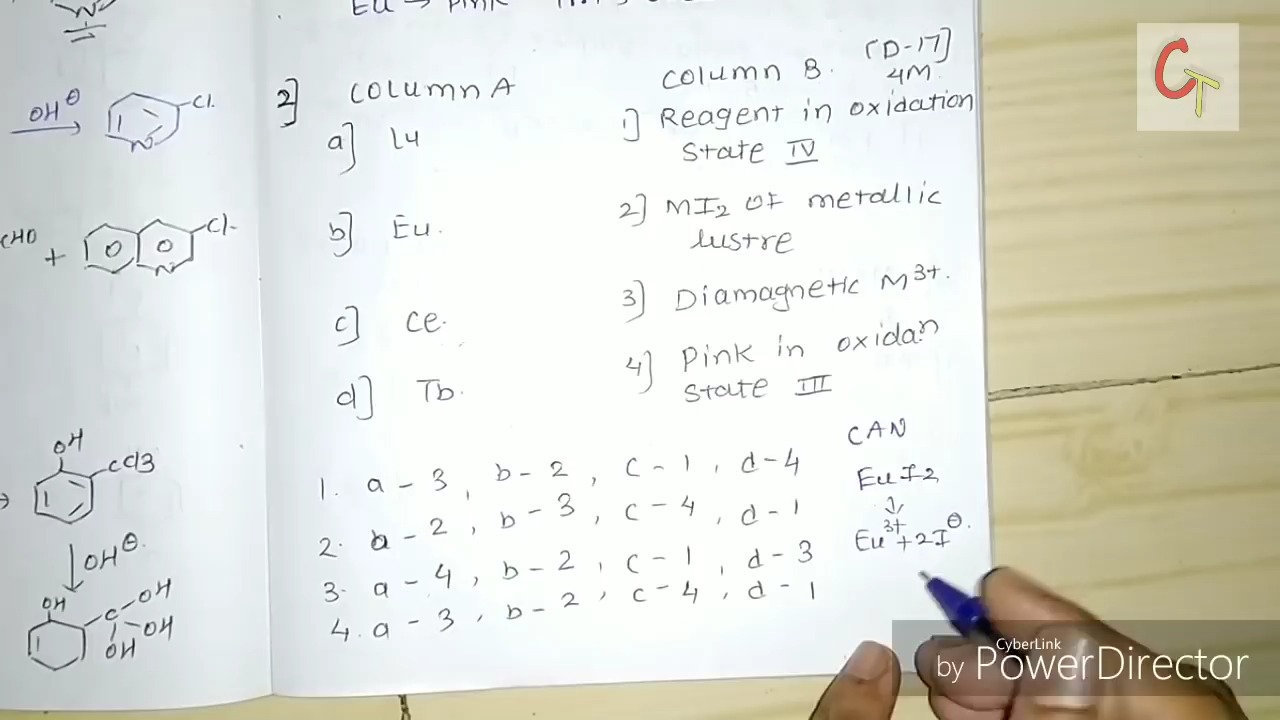 Eu → Pink
N
OH⊖
Cl.
N
CHO
+
Cl.
N
OH
CCl3
OH⊖.
OH
C
OH
OH
OH
2] Column A
Column B. [D-17]
4M.
a] Lu
1] Reagent in oxidation
state IV
b] Eu.
2] MI2 of metallic
lustre
c] Ce.
3] Diamagnetic M3+.
d] Tb.
4] Pink in oxidan
state III
CAN
1. a - 3, b - 2, c - 1, d - 4
EuI2
2. a - 2, b - 3, c - 4, d - 1
Eu3+ + 2I⊖.
3. a - 4, b - 2, c - 1, d - 3
4. a - 3, b - 2, c - 4, d - 1
CT
CyberLink
by PowerDirector